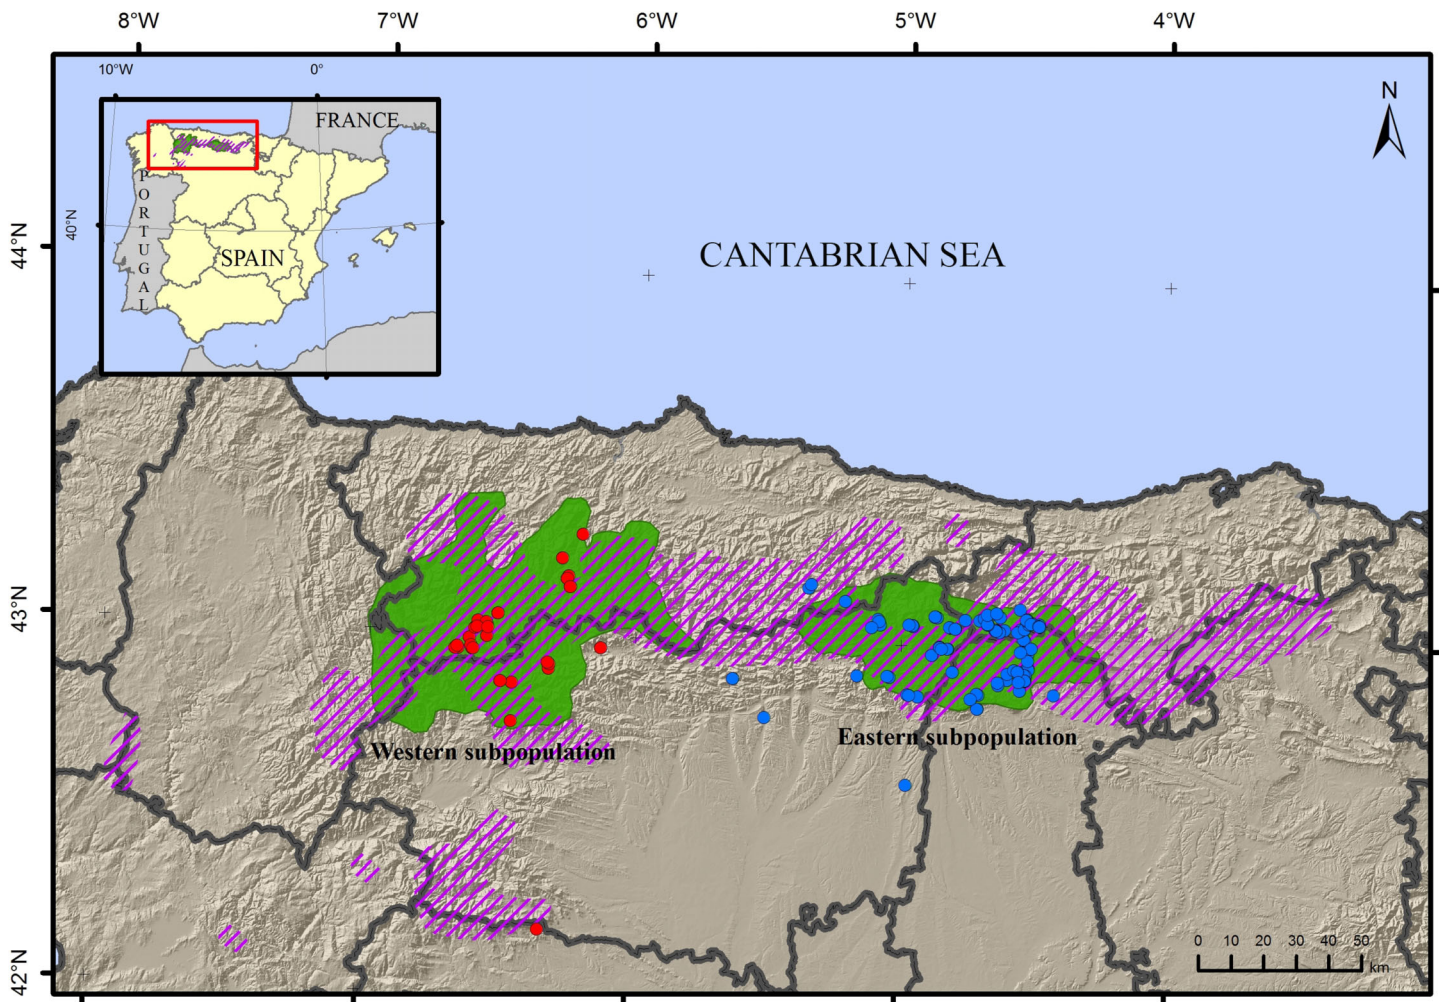 8°W 7°W 6°W 5°W 4°W
10°W 0°
N
FRANCE
44°N
40°N
PORTUGAL
SPAIN
CANTABRIAN SEA
43°N
Western subpopulation
Eastern subpopulation
42°N
0 10 20 30 40 50
km